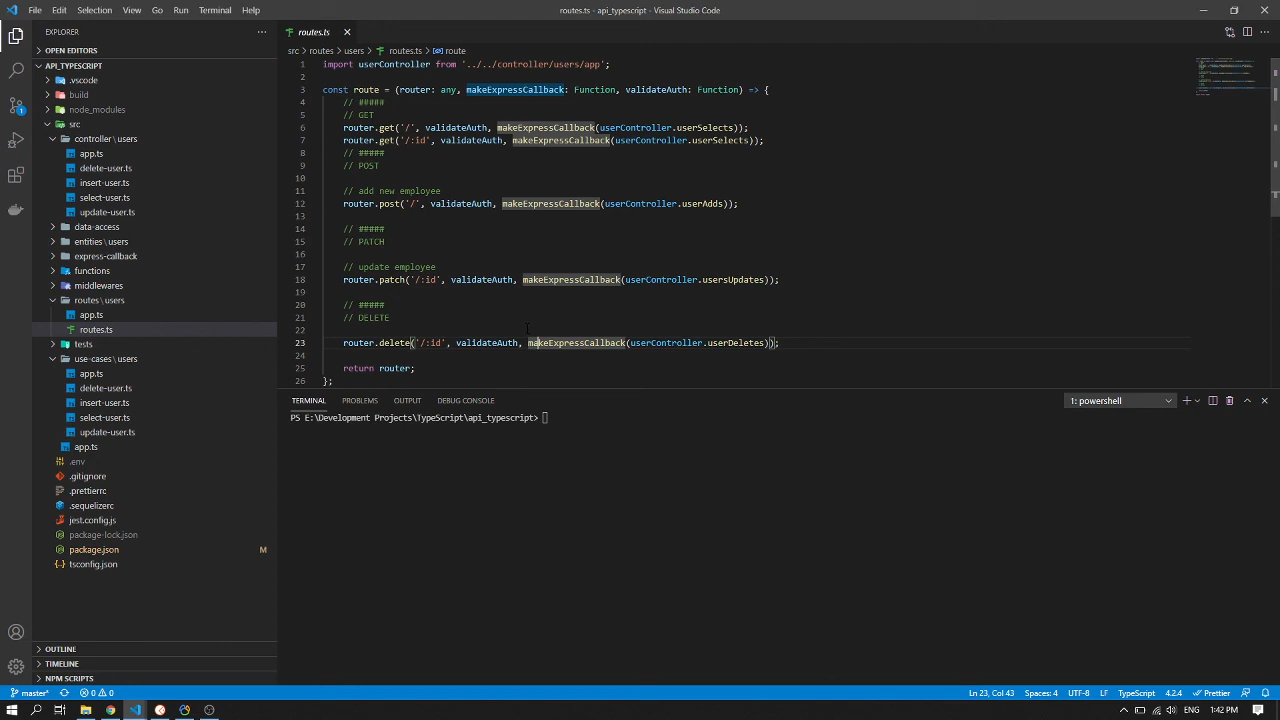 File Edit Selection View Go Run Terminal Help
routes.ts • api_typescript - Visual Studio Code
EXPLORER
OPEN EDITORS
API_TYPESCRIPT
.vscode
build
node_modules
src
controller\users
app.ts
delete-user.ts
insert-user.ts
select-user.ts
update-user.ts
data-access
entities\users
express-callback
functions
middlewares
routes\users
app.ts
routes.ts
tests
use-cases\users
app.ts
delete-user.ts
insert-user.ts
select-user.ts
update-user.ts
app.ts
.env
.gitignore
.prettierrc
.sequelizerc
jest.config.js
package-lock.json
package.json M
tsconfig.json
OUTLINE
TIMELINE
NPM SCRIPTS
routes.ts
src > routes > users > routes.ts > route
1 import userController from '../../controller/users/app';
2
3 const route = (router: any, makeExpressCallback: Function, validateAuth: Function) => {
4 // #####
5 // GET
6 router.get('/', validateAuth, makeExpressCallback(userController.userSelects));
7 router.get('/:id', validateAuth, makeExpressCallback(userController.userSelects));
8 // #####
9 // POST
10
11 // add new employee
12 router.post('/', validateAuth, makeExpressCallback(userController.userAdds));
13
14 // #####
15 // PATCH
16
17 // update employee
18 router.patch('/:id', validateAuth, makeExpressCallback(userController.usersUpdates));
19
20 // #####
21 // DELETE
22
23 router.delete('/:id', validateAuth, makeExpressCallback(userController.userDeletes));
24
25 return router;
26 };
TERMINAL PROBLEMS OUTPUT DEBUG CONSOLE
1: powershell
PS E:\Development Projects\TypeScript\api_typescript>
master* 0 0
Ln 23, Col 43 Spaces: 4 UTF-8 LF TypeScript 4.2.4 Prettier
ENG 1:42 PM